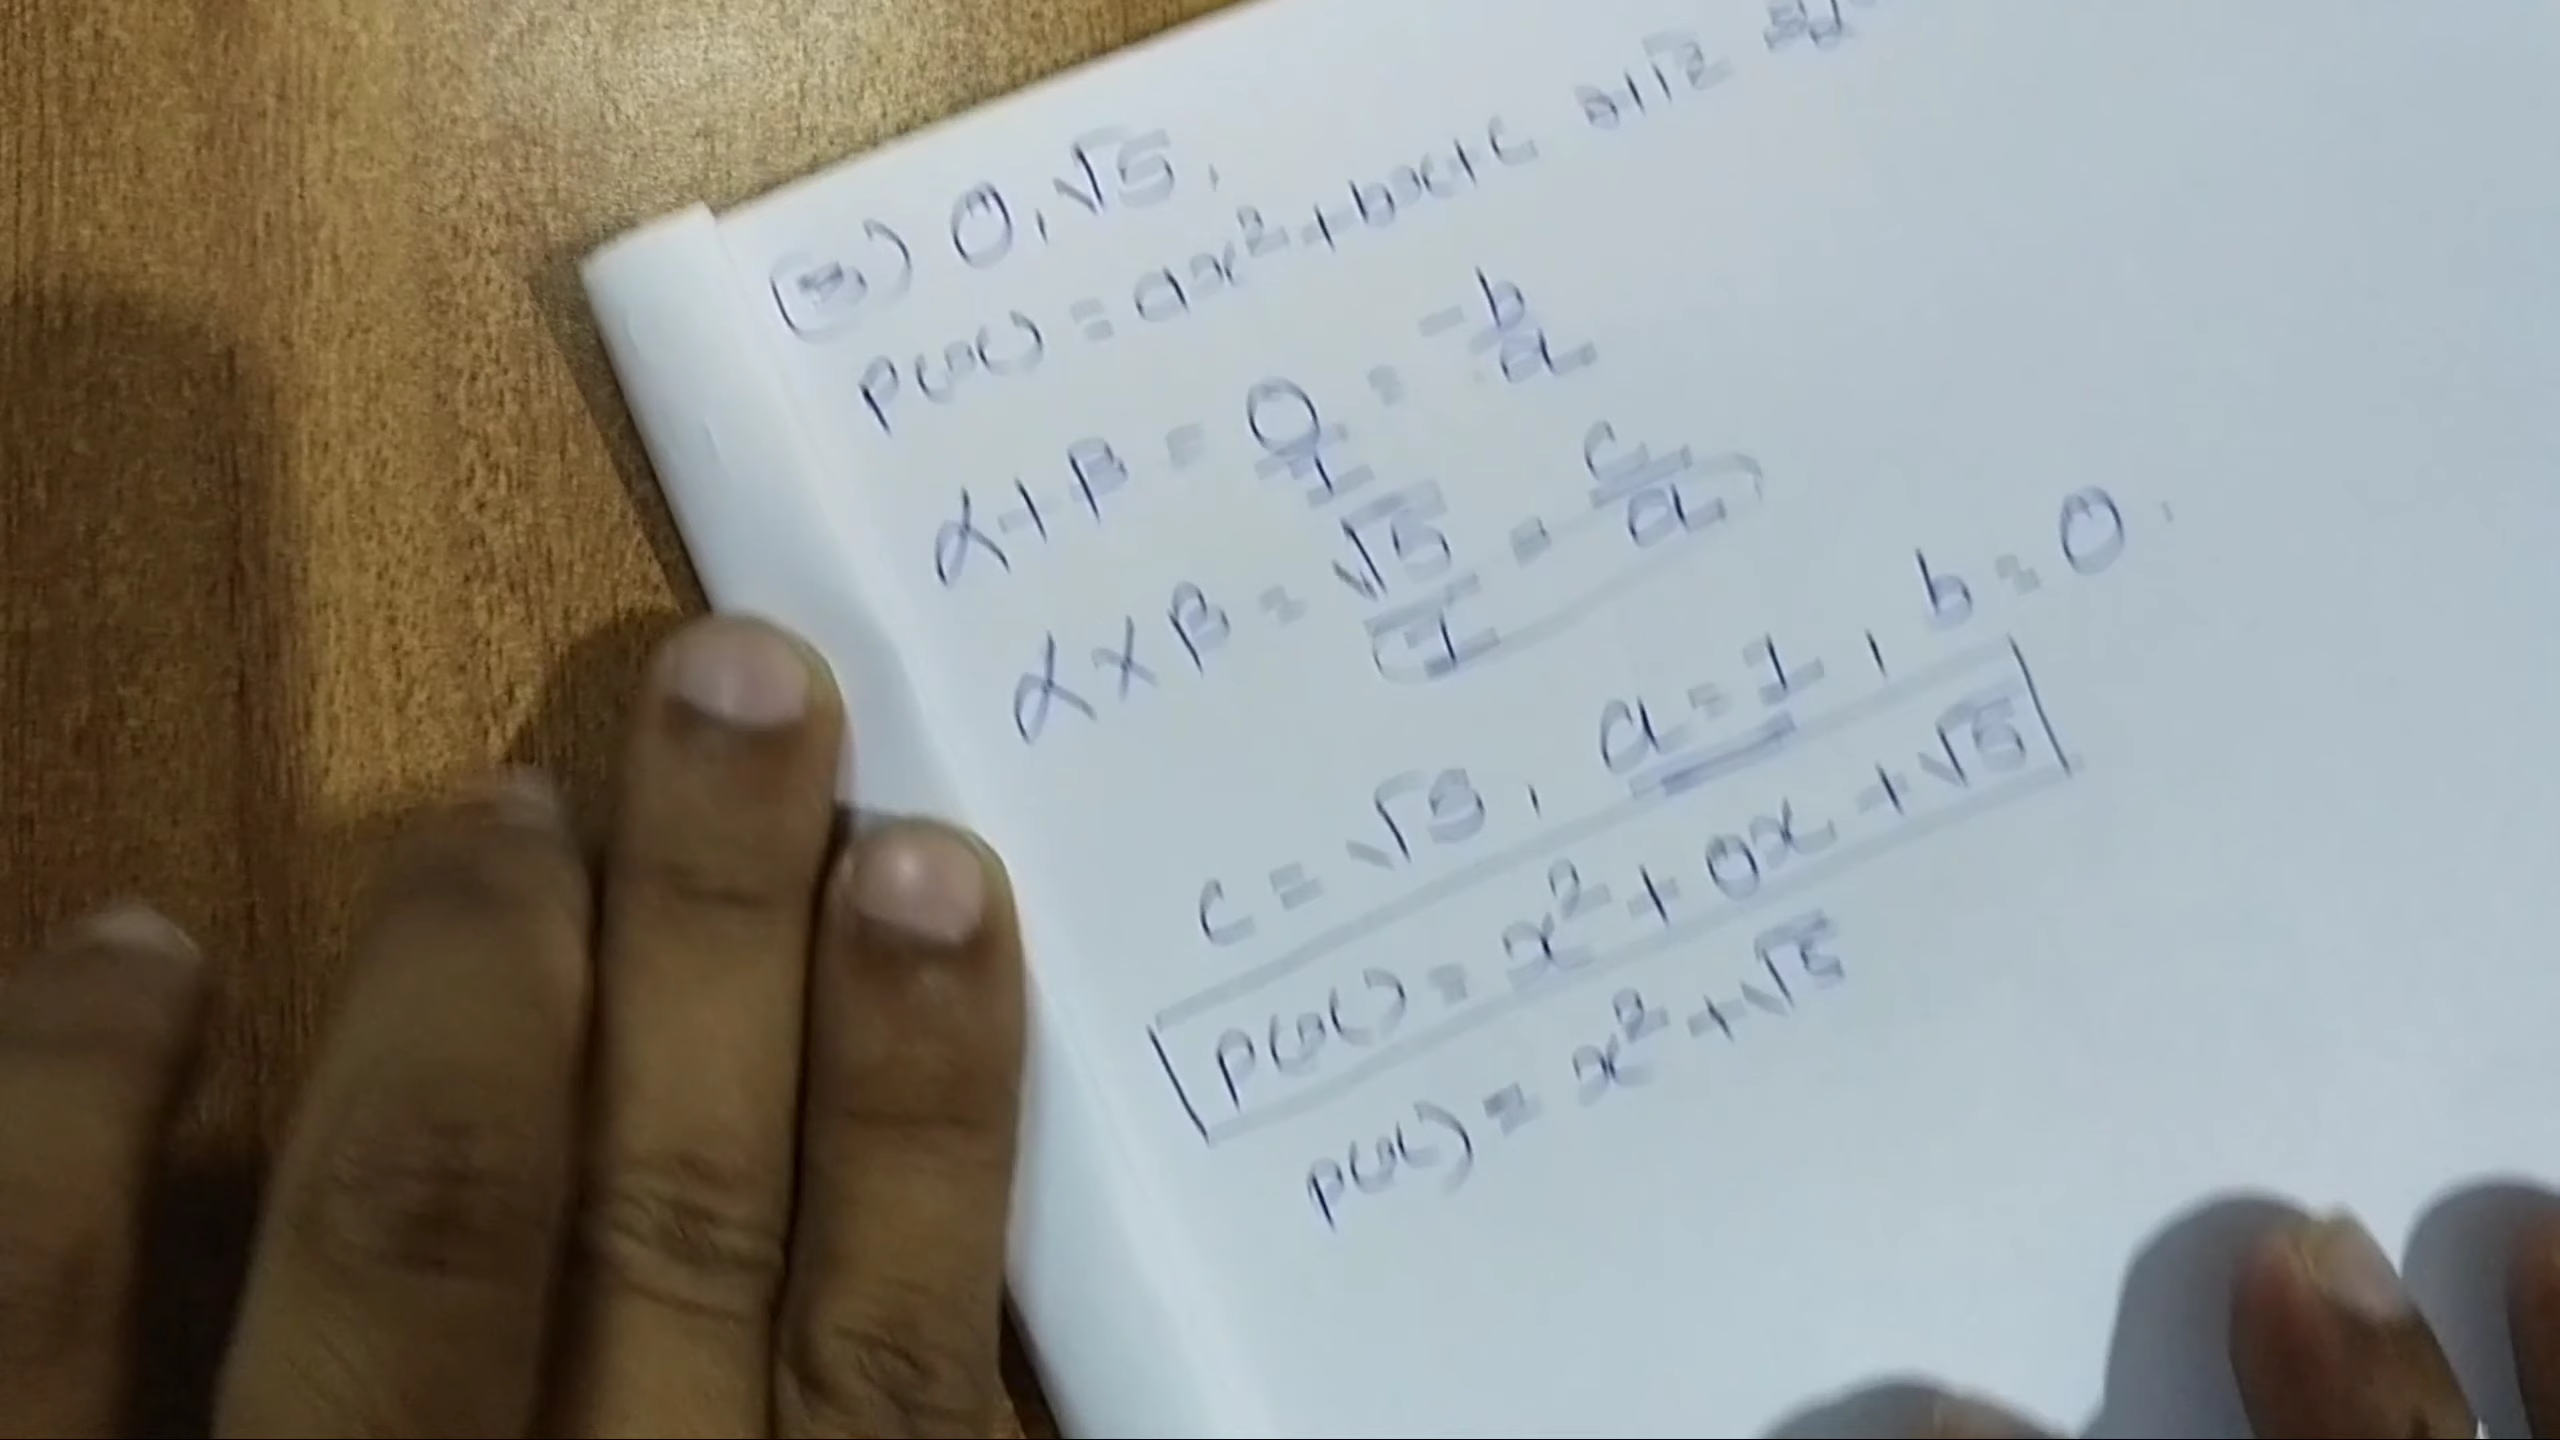 (3) 0, √5,
P(x) = ax² + bx + c
α + β = 0/1 = -b/a
α × β = √5/1 = c/a
c = √5, a = 1, b = 0.
P(x) = x² + 0x + √5
P(x) = x² + √5